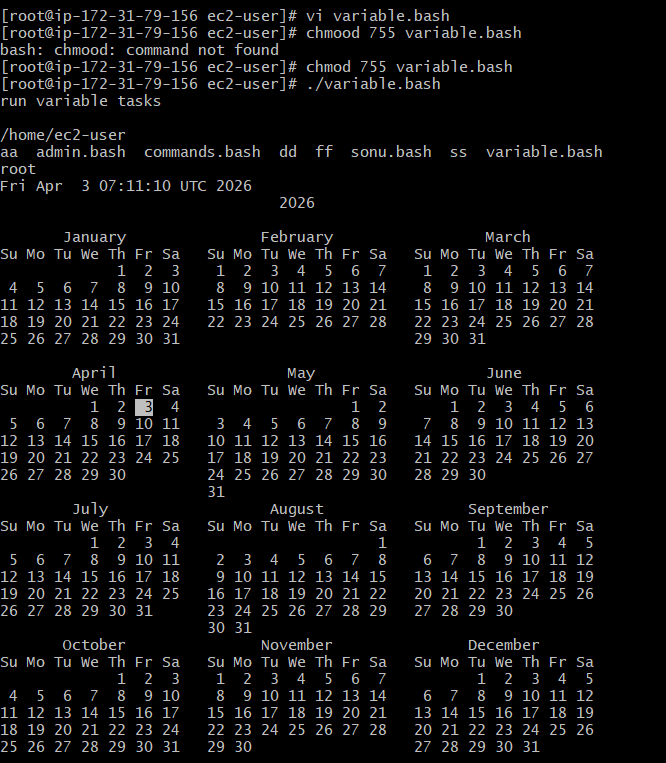 [root@ip-172-31-79-156 ec2-user]# vi variable.bash
[root@ip-172-31-79-156 ec2-user]# chmood 755 variable.bash
bash: chmood: command not found
[root@ip-172-31-79-156 ec2-user]# chmod 755 variable.bash
[root@ip-172-31-79-156 ec2-user]# ./variable.bash
run variable tasks

/home/ec2-user
aa  admin.bash  commands.bash  dd  ff  sonu.bash  ss  variable.bash
root
Fri Apr  3 07:11:10 UTC 2026
                               2026

       January               February                 March
Su Mo Tu We Th Fr Sa   Su Mo Tu We Th Fr Sa   Su Mo Tu We Th Fr Sa
             1  2  3    1  2  3  4  5  6  7    1  2  3  4  5  6  7
 4  5  6  7  8  9 10    8  9 10 11 12 13 14    8  9 10 11 12 13 14
11 12 13 14 15 16 17   15 16 17 18 19 20 21   15 16 17 18 19 20 21
18 19 20 21 22 23 24   22 23 24 25 26 27 28   22 23 24 25 26 27 28
25 26 27 28 29 30 31                          29 30 31

        April                   May                   June
Su Mo Tu We Th Fr Sa   Su Mo Tu We Th Fr Sa   Su Mo Tu We Th Fr Sa
          1  2  3  4                   1  2       1  2  3  4  5  6
 5  6  7  8  9 10 11    3  4  5  6  7  8  9    7  8  9 10 11 12 13
12 13 14 15 16 17 18   10 11 12 13 14 15 16   14 15 16 17 18 19 20
19 20 21 22 23 24 25   17 18 19 20 21 22 23   21 22 23 24 25 26 27
26 27 28 29 30         24 25 26 27 28 29 30   28 29 30
                       31
        July                  August                September
Su Mo Tu We Th Fr Sa   Su Mo Tu We Th Fr Sa   Su Mo Tu We Th Fr Sa
          1  2  3  4                      1          1  2  3  4  5
 5  6  7  8  9 10 11    2  3  4  5  6  7  8    6  7  8  9 10 11 12
12 13 14 15 16 17 18    9 10 11 12 13 14 15   13 14 15 16 17 18 19
19 20 21 22 23 24 25   16 17 18 19 20 21 22   20 21 22 23 24 25 26
26 27 28 29 30 31      23 24 25 26 27 28 29   27 28 29 30
                       30 31
       October               November               December
Su Mo Tu We Th Fr Sa   Su Mo Tu We Th Fr Sa   Su Mo Tu We Th Fr Sa
             1  2  3    1  2  3  4  5  6  7          1  2  3  4  5
 4  5  6  7  8  9 10    8  9 10 11 12 13 14    6  7  8  9 10 11 12
11 12 13 14 15 16 17   15 16 17 18 19 20 21   13 14 15 16 17 18 19
18 19 20 21 22 23 24   22 23 24 25 26 27 28   20 21 22 23 24 25 26
25 26 27 28 29 30 31   29 30                  27 28 29 30 31